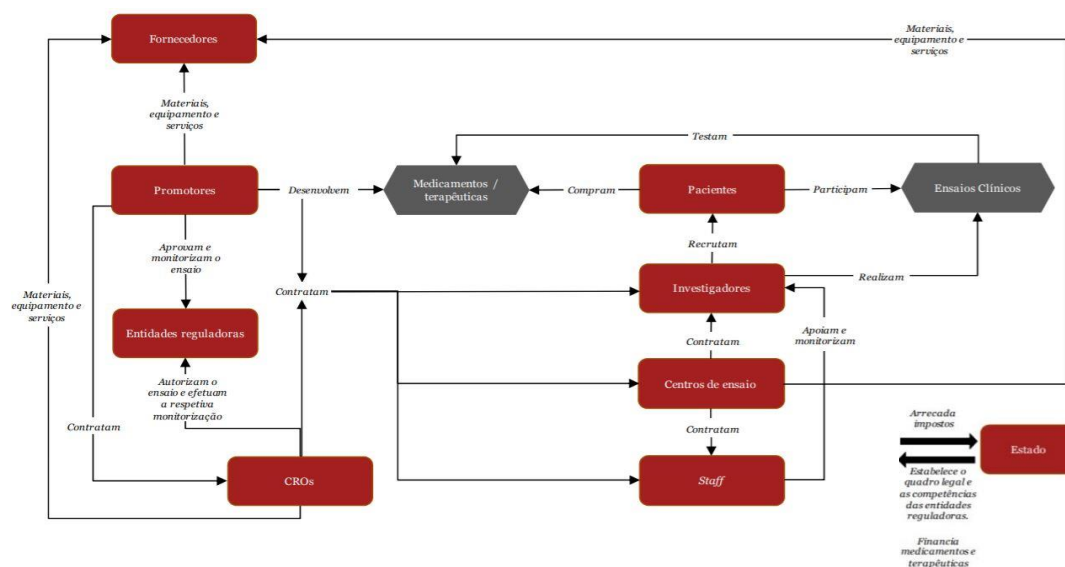 Fornecedores
Materiais,
equipamento e
serviços
Materiais,
equipamento e
serviços
Testam
Promotores
Desenvolvem
Medicamentos /
terapêuticas
Compram
Pacientes
Participam
Ensaios Clínicos
Aprovam e
monitorizam o
ensaio
Recrutam
Materiais,
equipamento e
serviços
Contratam
Investigadores
Realizam
Entidades reguladoras
Contratam
Apoiam e
monitorizam
Autorizam o
ensaio e efetuam
a respetiva
monitorização
Centros de ensaio
Contratam
Contratam
Arrecada
impostos
Estado
CROs
Staff
Estabelece o
quadro legal e
as competências
das entidades
reguladoras.
Financia
medicamentos e
terapêuticas